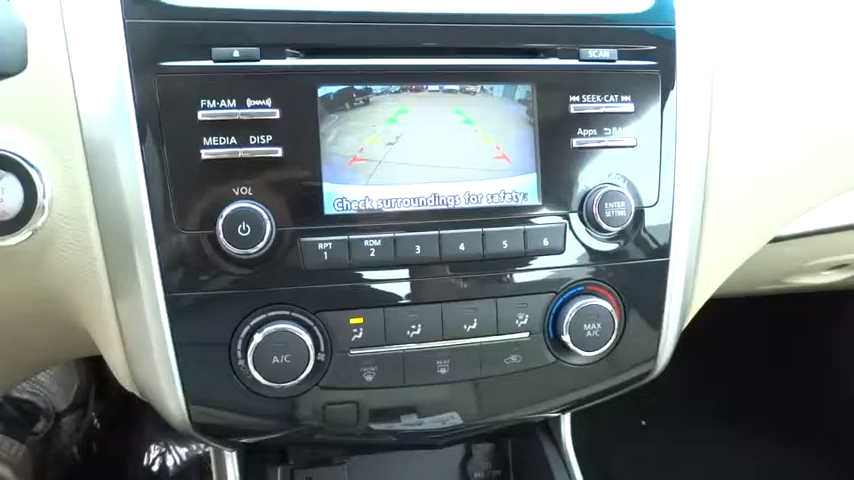 SCAN
FM·AM
SEEK·CAT
MEDIA DISP
Apps
VOL
Check surroundings for safety.
ENTER
SETTING
RPT
1
RDM
2
3
4
5
6
A/C
MAX
A/C
FRONT
REAR